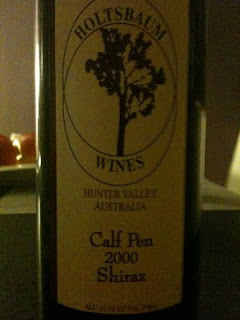 HOLTSBAUM
WINES
HUNTER VALLEY
AUSTRALIA
Calf Pen
2000
Shiraz